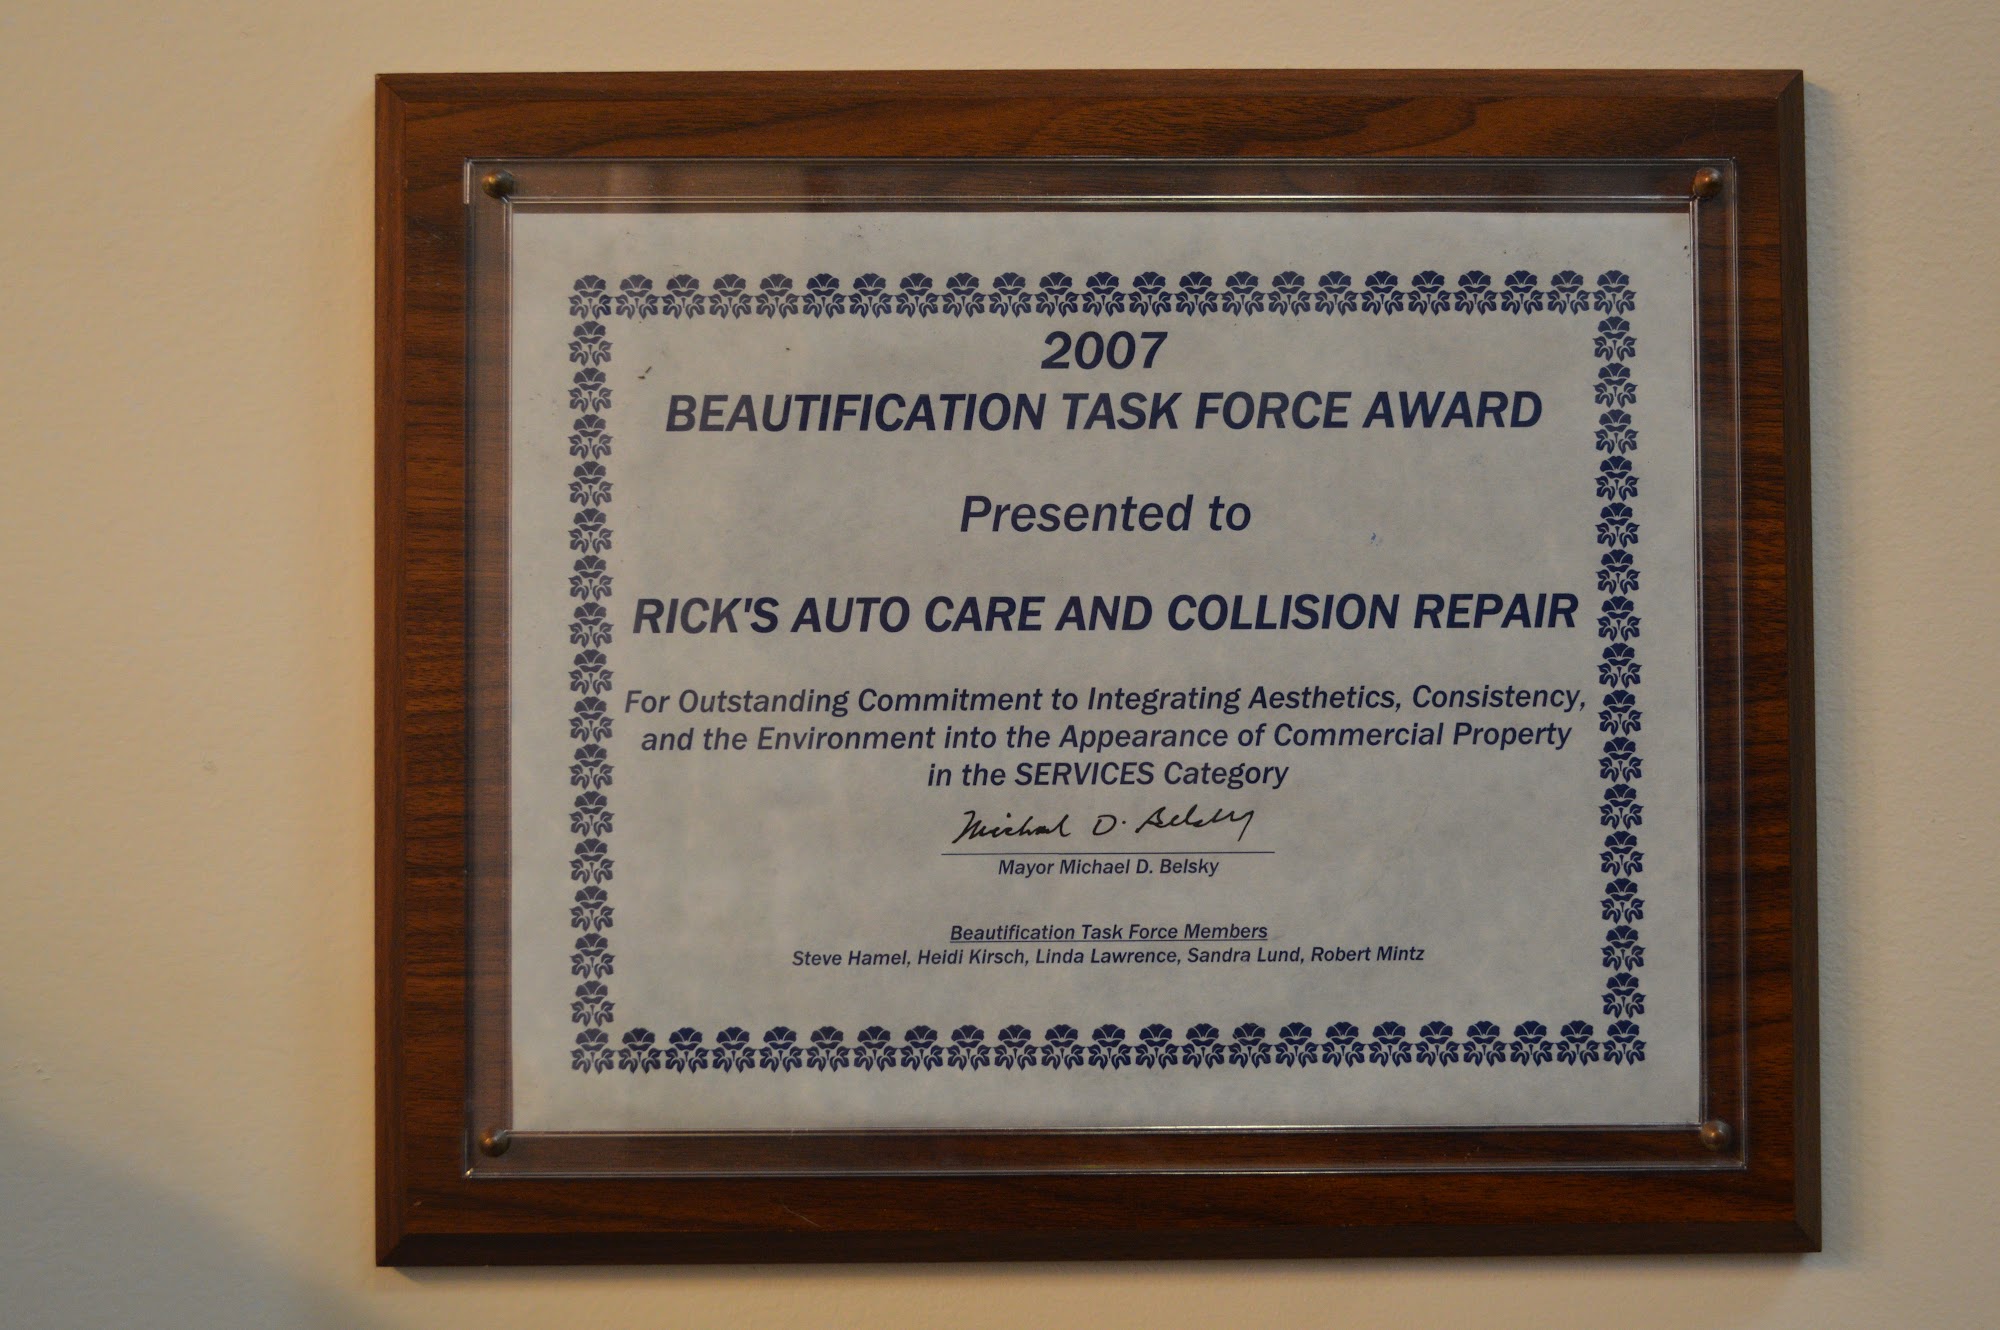 2007
BEAUTIFICATION TASK FORCE AWARD
Presented to
RICK'S AUTO CARE AND COLLISION REPAIR
For Outstanding Commitment to Integrating Aesthetics, Consistency,
and the Environment into the Appearance of Commercial Property
in the SERVICES Category
Michael D. Belsky
Mayor Michael D. Belsky
Beautification Task Force Members
Steve Hamel, Heidi Kirsch, Linda Lawrence, Sandra Lund, Robert Mintz